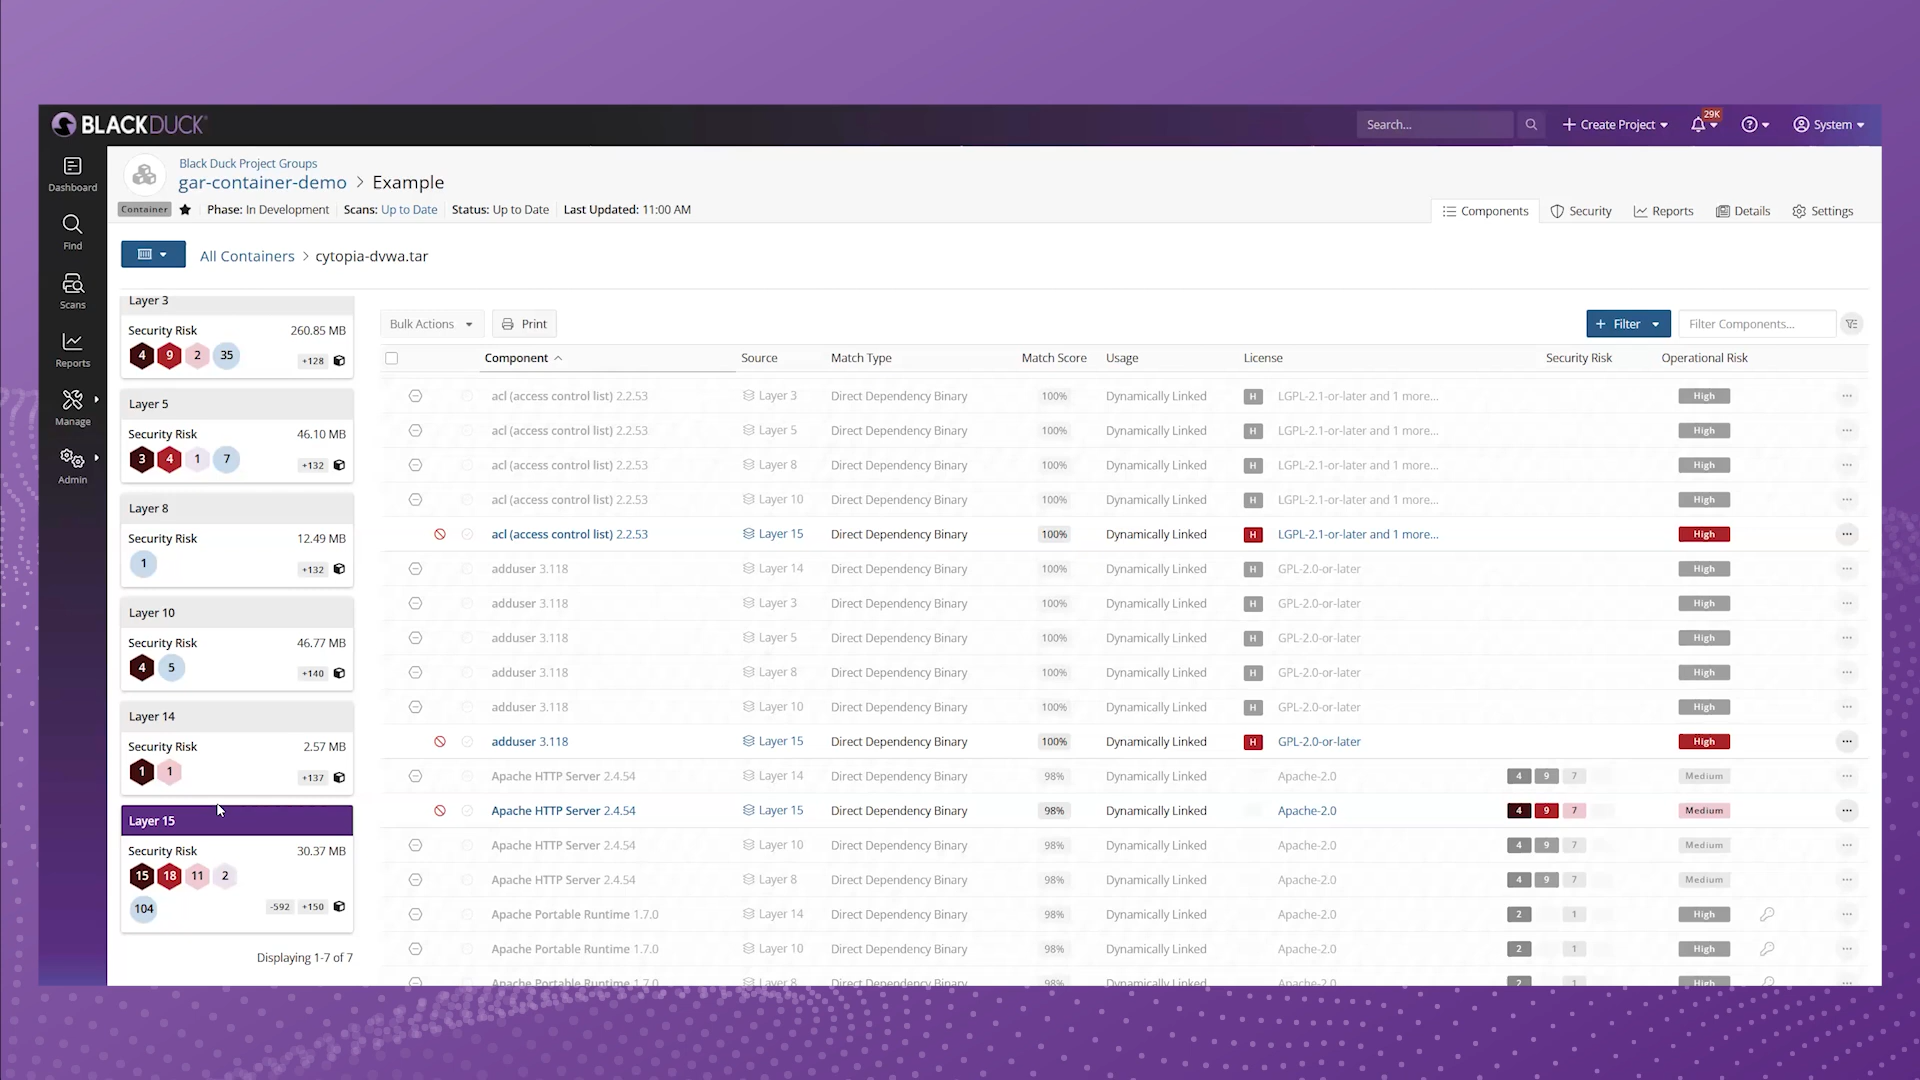 BLACKDUCK
Search...
Create Project
29K
System
Dashboard
Find
Scans
Reports
Manage
Admin
Black Duck Project Groups
gar-container-demo > Example
Container
Phase: In Development
Scans: Up to Date
Status: Up to Date
Last Updated: 11:00 AM
Components
Security
Reports
Details
Settings
All Containers > cytopia-dvwa.tar
Layer 3
Security Risk 260.85 MB
4 9 2 35 +128
Layer 5
Security Risk 46.10 MB
3 4 1 7 +132
Layer 8
Security Risk 12.49 MB
1 +132
Layer 10
Security Risk 46.77 MB
4 5 +140
Layer 14
Security Risk 2.57 MB
1 1 +137
Layer 15
Security Risk 30.37 MB
15 18 11 2
104 -592 +150
Displaying 1-7 of 7
Bulk Actions Print + Filter Filter Components...
Component Source Match Type Match Score Usage License Security Risk Operational Risk
acl (access control list) 2.2.53 Layer 3 Direct Dependency Binary 100% Dynamically Linked H LGPL-2.1-or-later and 1 more... High
acl (access control list) 2.2.53 Layer 5 Direct Dependency Binary 100% Dynamically Linked H LGPL-2.1-or-later and 1 more... High
acl (access control list) 2.2.53 Layer 8 Direct Dependency Binary 100% Dynamically Linked H LGPL-2.1-or-later and 1 more... High
acl (access control list) 2.2.53 Layer 10 Direct Dependency Binary 100% Dynamically Linked H LGPL-2.1-or-later and 1 more... High
acl (access control list) 2.2.53 Layer 15 Direct Dependency Binary 100% Dynamically Linked H LGPL-2.1-or-later and 1 more... High
adduser 3.118 Layer 14 Direct Dependency Binary 100% Dynamically Linked H GPL-2.0-or-later High
adduser 3.118 Layer 3 Direct Dependency Binary 100% Dynamically Linked H GPL-2.0-or-later High
adduser 3.118 Layer 5 Direct Dependency Binary 100% Dynamically Linked H GPL-2.0-or-later High
adduser 3.118 Layer 8 Direct Dependency Binary 100% Dynamically Linked H GPL-2.0-or-later High
adduser 3.118 Layer 10 Direct Dependency Binary 100% Dynamically Linked H GPL-2.0-or-later High
adduser 3.118 Layer 15 Direct Dependency Binary 100% Dynamically Linked H GPL-2.0-or-later High
Apache HTTP Server 2.4.54 Layer 14 Direct Dependency Binary 98% Dynamically Linked Apache-2.0 4 9 7 Medium
Apache HTTP Server 2.4.54 Layer 15 Direct Dependency Binary 98% Dynamically Linked Apache-2.0 4 9 7 Medium
Apache HTTP Server 2.4.54 Layer 10 Direct Dependency Binary 98% Dynamically Linked Apache-2.0 4 9 7 Medium
Apache HTTP Server 2.4.54 Layer 8 Direct Dependency Binary 98% Dynamically Linked Apache-2.0 4 9 7 Medium
Apache Portable Runtime 1.7.0 Layer 14 Direct Dependency Binary 98% Dynamically Linked Apache-2.0 2 1 High
Apache Portable Runtime 1.7.0 Layer 10 Direct Dependency Binary 98% Dynamically Linked Apache-2.0 2 1 High
Apache Portable Runtime 1.7.0 Layer 8 Direct Dependency Binary 98% Dynamically Linked Apache-2.0 2 1 High